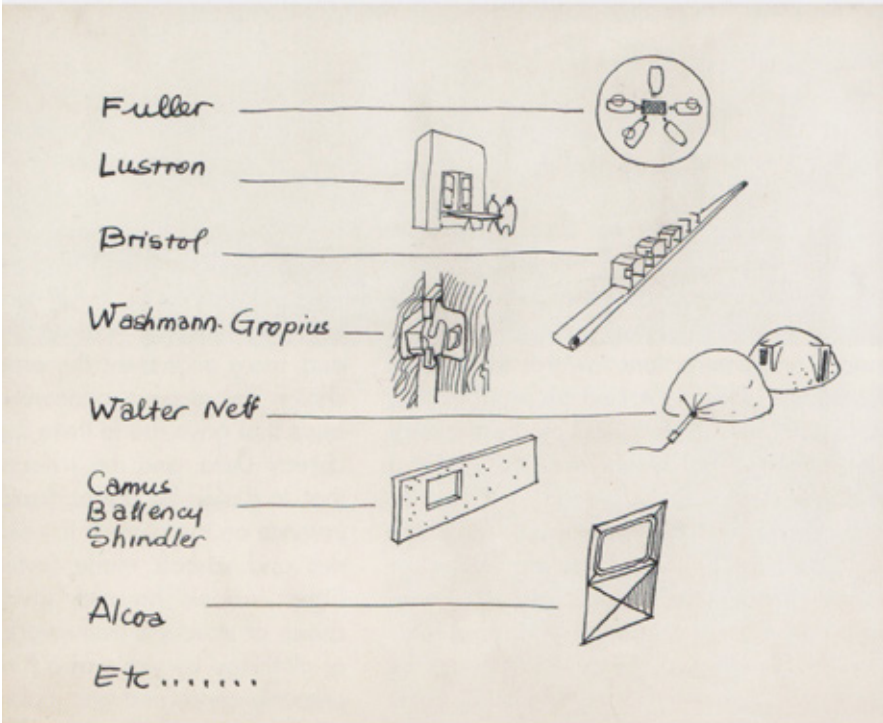 Fuller
Lustron
Bristol
Washmann-Gropius
Walter Neff
Camus
Ballency
Shindler
Alcoa
Etc.......